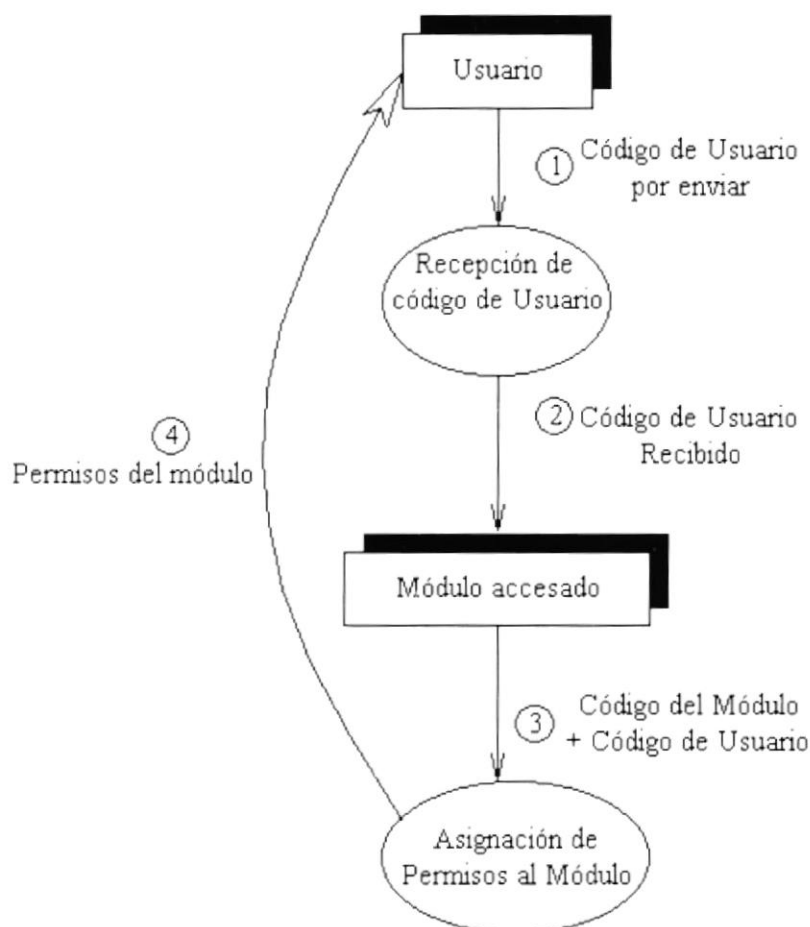 Usuario
1
Código de Usuario
por enviar
Recepción de
código de Usuario
2
Código de Usuario
Recibido
4
Permisos del módulo
Módulo accesado
3
Código del Módulo
+ Código de Usuario
Asignación de
Permisos al Módulo